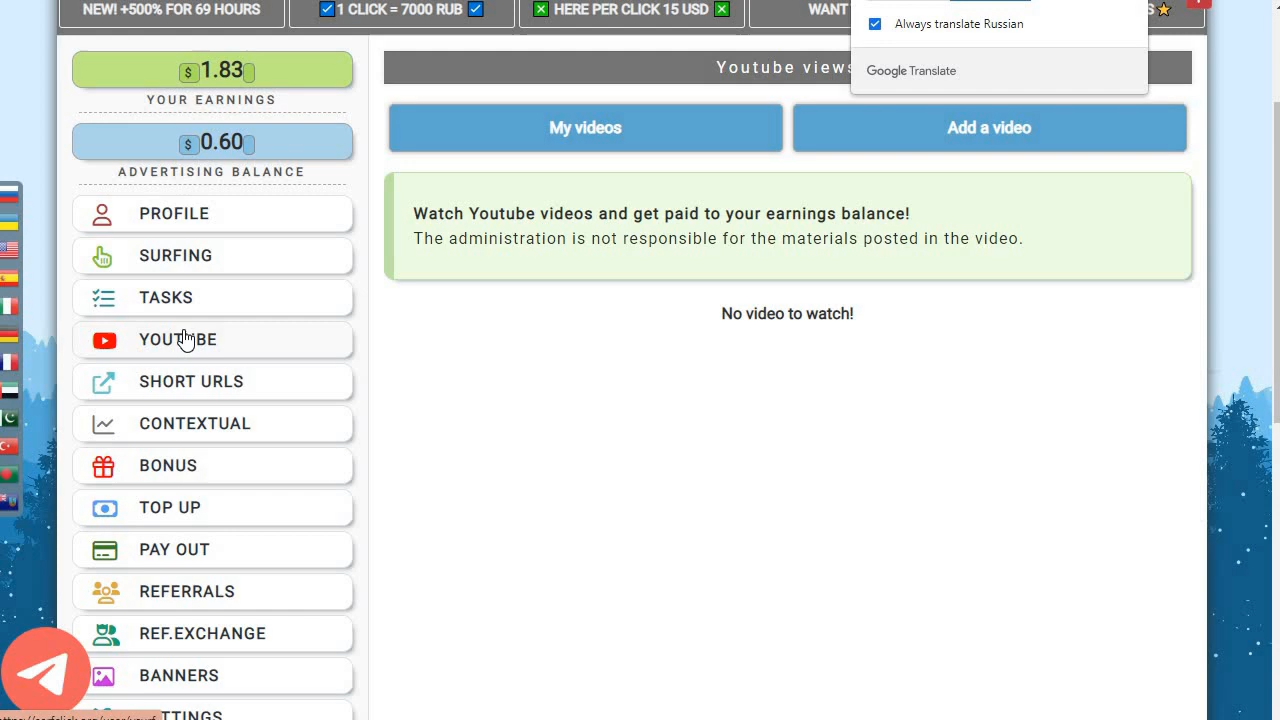 NEW! +500% FOR 69 HOURS
1 CLICK = 7000 RUB
HERE PER CLICK 15 USD
WANT
Always translate Russian
Google Translate
$ 1.83
YOUR EARNINGS
$ 0.60
ADVERTISING BALANCE
PROFILE
SURFING
TASKS
YOUTUBE
SHORT URLS
CONTEXTUAL
BONUS
TOP UP
PAY OUT
REFERRALS
REF.EXCHANGE
BANNERS
Youtube views
My videos
Add a video
Watch Youtube videos and get paid to your earnings balance!
The administration is not responsible for the materials posted in the video.
No video to watch!